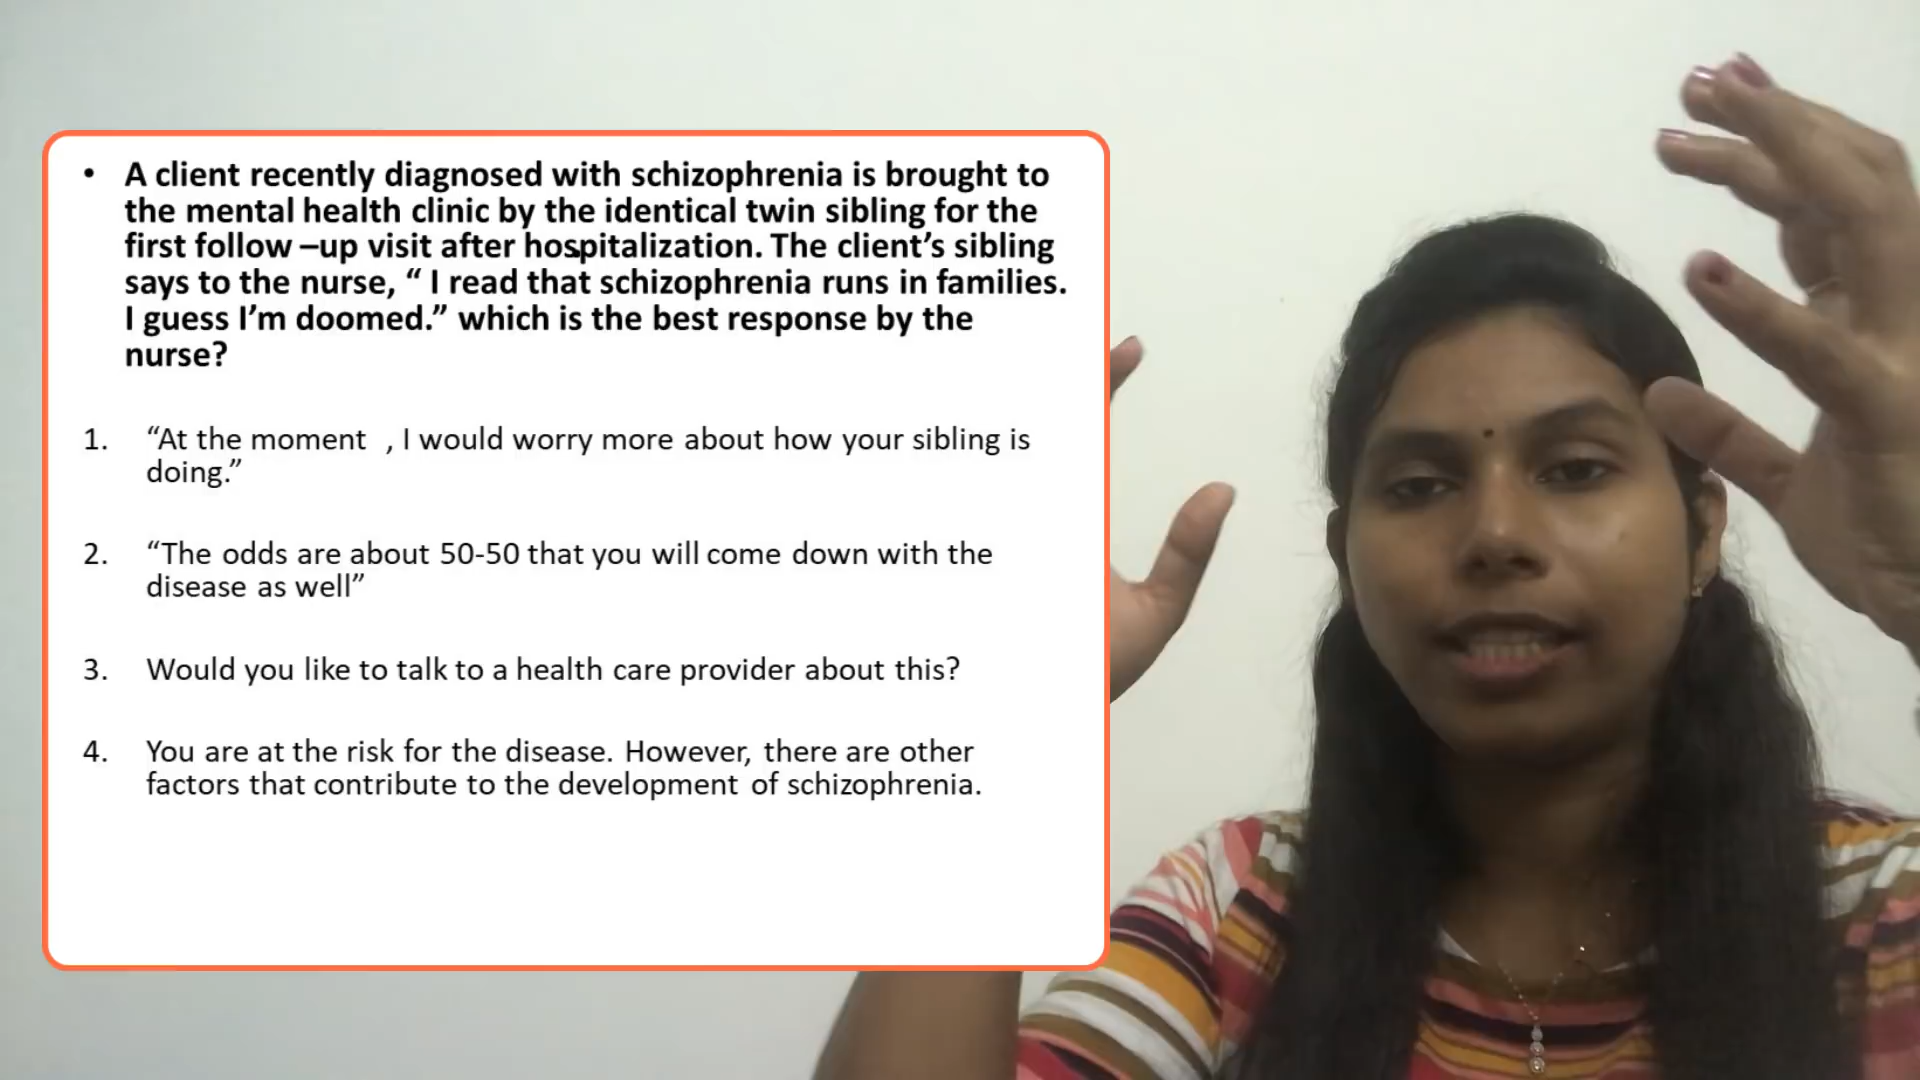 • A client recently diagnosed with schizophrenia is brought to
the mental health clinic by the identical twin sibling for the
first follow –up visit after hospitalization. The client’s sibling
says to the nurse, “ I read that schizophrenia runs in families.
I guess I’m doomed.” which is the best response by the
nurse?
1. “At the moment , I would worry more about how your sibling is
doing.”
2. “The odds are about 50-50 that you will come down with the
disease as well”
3. Would you like to talk to a health care provider about this?
4. You are at the risk for the disease. However, there are other
factors that contribute to the development of schizophrenia.